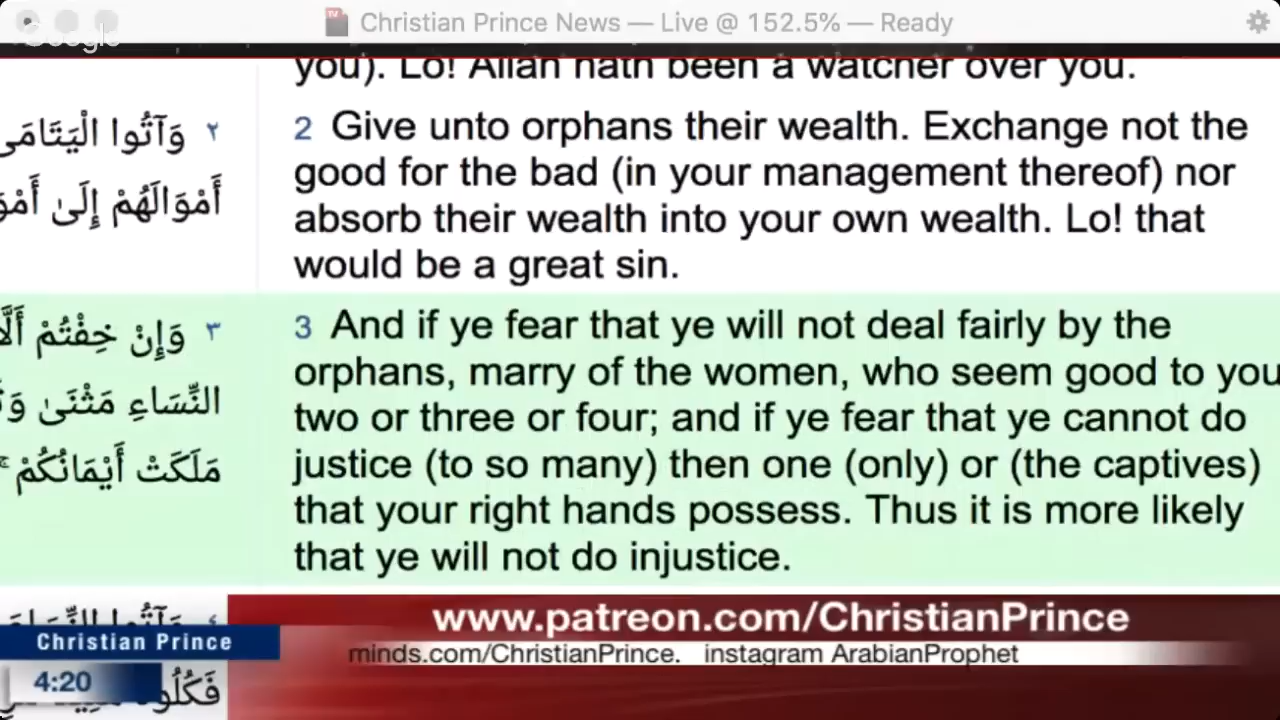 Christian Prince News — Live @ 152.5% — Ready
Google
you). Lo! Allah hath been a watcher over you.
٢ وَآتُوا الْيَتَامَى
أَمْوَالَهُمْ إِلَىٰ
2 Give unto orphans their wealth. Exchange not the
good for the bad (in your management thereof) nor
absorb their wealth into your own wealth. Lo! that
would be a great sin.
٣ وَإِنْ خِفْتُمْ
النِّسَاءِ مَثْنَىٰ
مَلَكَتْ أَيْمَانُكُمْ
3 And if ye fear that ye will not deal fairly by the
orphans, marry of the women, who seem good to you
two or three or four; and if ye fear that ye cannot do
justice (to so many) then one (only) or (the captives)
that your right hands possess. Thus it is more likely
that ye will not do injustice.
www.patreon.com/ChristianPrince
Christian Prince
minds.com/ChristianPrince. instagram ArabianProphet
4:20